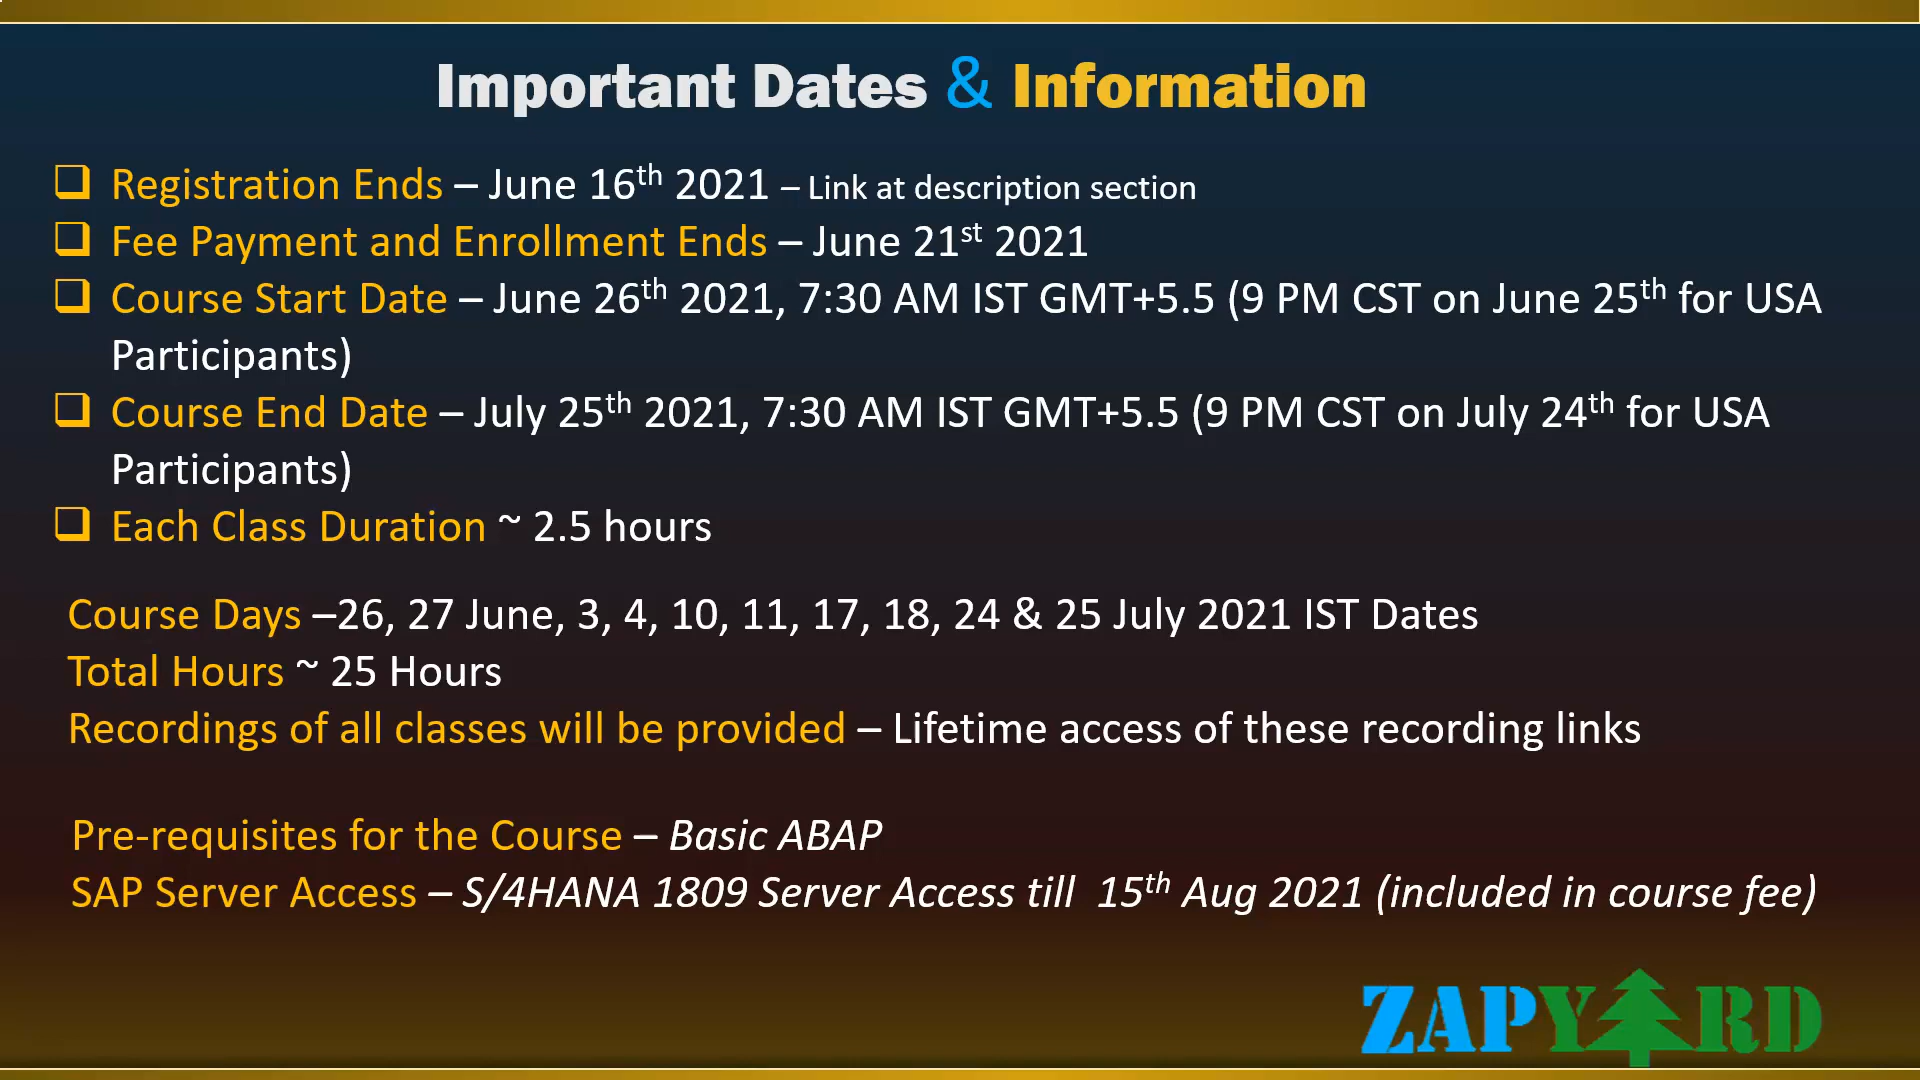 Important Dates & Information
❑ Registration Ends – June 16th 2021 – Link at description section
❑ Fee Payment and Enrollment Ends – June 21st 2021
❑ Course Start Date – June 26th 2021, 7:30 AM IST GMT+5.5 (9 PM CST on June 25th for USA
Participants)
❑ Course End Date – July 25th 2021, 7:30 AM IST GMT+5.5 (9 PM CST on July 24th for USA
Participants)
❑ Each Class Duration ~ 2.5 hours
Course Days –26, 27 June, 3, 4, 10, 11, 17, 18, 24 & 25 July 2021 IST Dates
Total Hours ~ 25 Hours
Recordings of all classes will be provided – Lifetime access of these recording links
Pre-requisites for the Course – Basic ABAP
SAP Server Access – S/4HANA 1809 Server Access till 15th Aug 2021 (included in course fee)
ZAPYARD